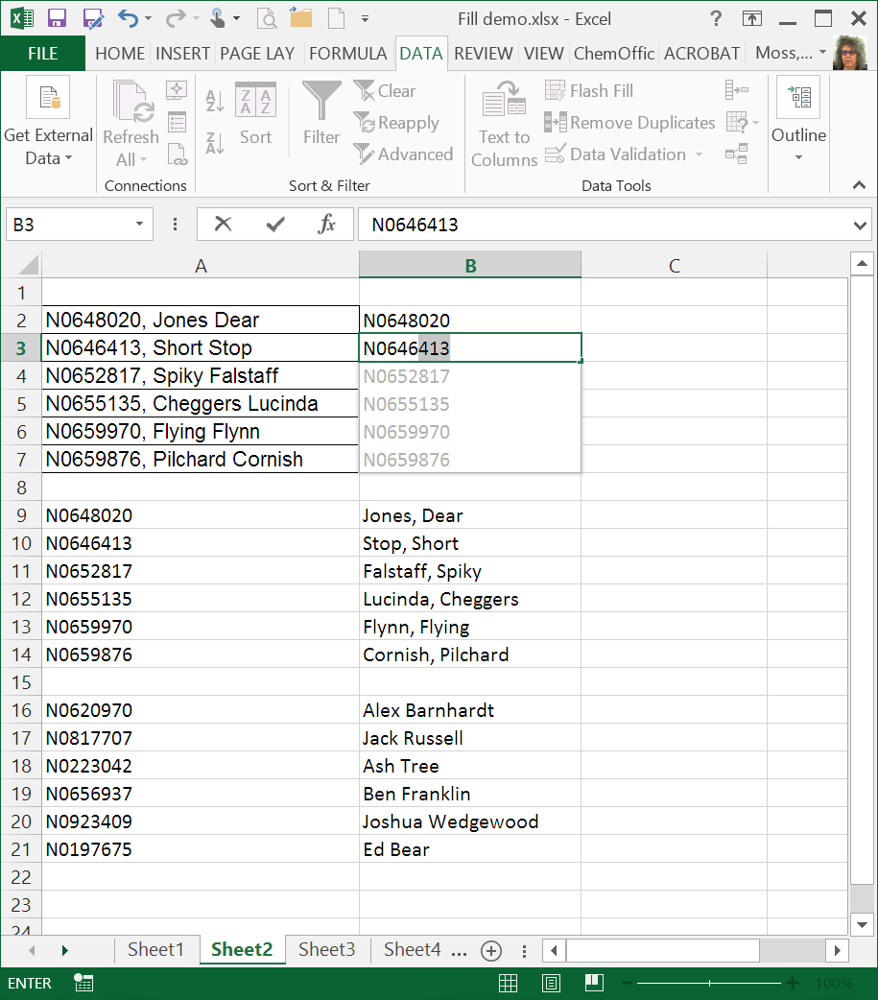 Fill demo.xlsx - Excel ?
FILE HOME INSERT PAGE LAY FORMULA DATA REVIEW VIEW ChemOffic ACROBAT Moss,...
Get External Data
Refresh All
Connections
A Z
Z A
Z A A Z
Sort
Filter
Clear
Reapply
Advanced
Sort & Filter
Text to Columns
Flash Fill
Remove Duplicates
Data Validation
Data Tools
Outline
B3 fx N0646413
A B C
1
2 N0648020, Jones Dear N0648020
3 N0646413, Short Stop N0646413
4 N0652817, Spiky Falstaff N0652817
5 N0655135, Cheggers Lucinda N0655135
6 N0659970, Flying Flynn N0659970
7 N0659876, Pilchard Cornish N0659876
8
9 N0648020 Jones, Dear
10 N0646413 Stop, Short
11 N0652817 Falstaff, Spiky
12 N0655135 Lucinda, Cheggers
13 N0659970 Flynn, Flying
14 N0659876 Cornish, Pilchard
15
16 N0620970 Alex Barnhardt
17 N0817707 Jack Russell
18 N0223042 Ash Tree
19 N0656937 Ben Franklin
20 N0923409 Joshua Wedgewood
21 N0197675 Ed Bear
22
23
24
Sheet1 Sheet2 Sheet3 Sheet4 ...
ENTER 100%